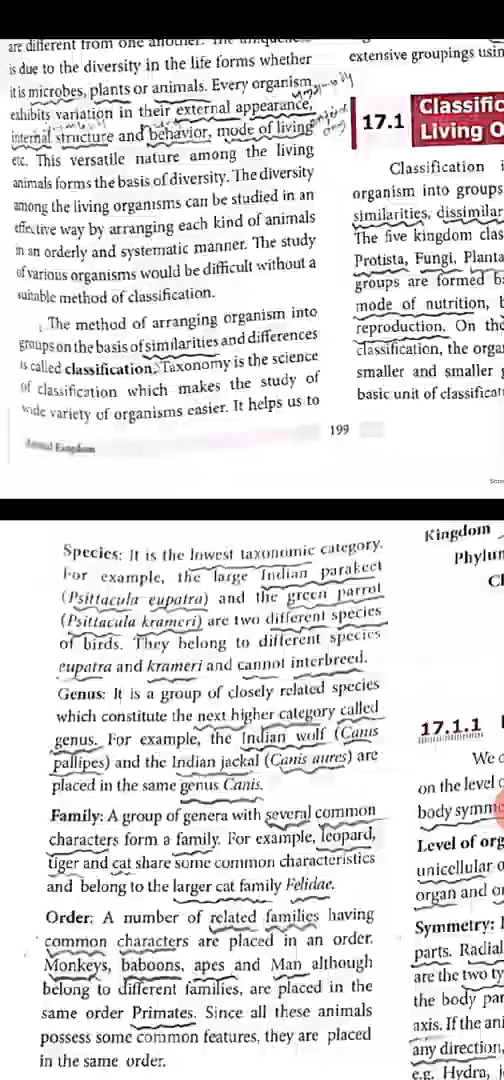 are different from one another. The
is due to the diversity in the life forms whether
it is microbes, plants or animals. Every organism
exhibits variation in their external appearance,
internal structure and behavior, mode of living
etc. This versatile nature among the living
animals forms the basis of diversity. The diversity
among the living organisms can be studied in an
effective way by arranging each kind of animals
in an orderly and systematic manner. The study
of various organisms would be difficult without a
suitable method of classification.
The method of arranging organism into
groups on the basis of similarities and differences
is called classification. Taxonomy is the science
of classification which makes the study of
wide variety of organisms easier. It helps us to
Animal Kingdom
199
extensive groupings usin
17.1
Classific
Living O
Classification i
organism into groups
similarities, dissimilar
The five kingdom clas
Protista, Fungi, Planta
groups are formed ba
mode of nutrition, b
reproduction. On the
classification, the orga
smaller and smaller g
basic unit of classificat
Species: It is the lowest taxonomic category.
For example, the large Indian parakeet
(Psittacula eupatra) and the green parrot
(Psittacula krameri) are two different species
of birds. They belong to different species
eupatra and krameri and cannot interbreed.
Genus: It is a group of closely related species
which constitute the next higher category called
genus. For example, the Indian wolf (Canis
pallipes) and the Indian jackal (Canis aures) are
placed in the same genus Canis.
Family: A group of genera with several common
characters form a family. For example, leopard,
tiger and cat share some common characteristics
and belong to the larger cat family Felidae.
Order: A number of related families having
common characters are placed in an order.
Monkeys, baboons, apes and Man although
belong to different families, are placed in the
same order Primates. Since all these animals
possess some common features, they are placed
in the same order.
Kingdom
Phylum
Cl
17.1.1
We c
on the level o
body symme
Level of org
unicellular o
organ and or
Symmetry: I
parts. Radial
are the two ty
the body par
axis. If the ani
any direction,
e.g. Hydra, j